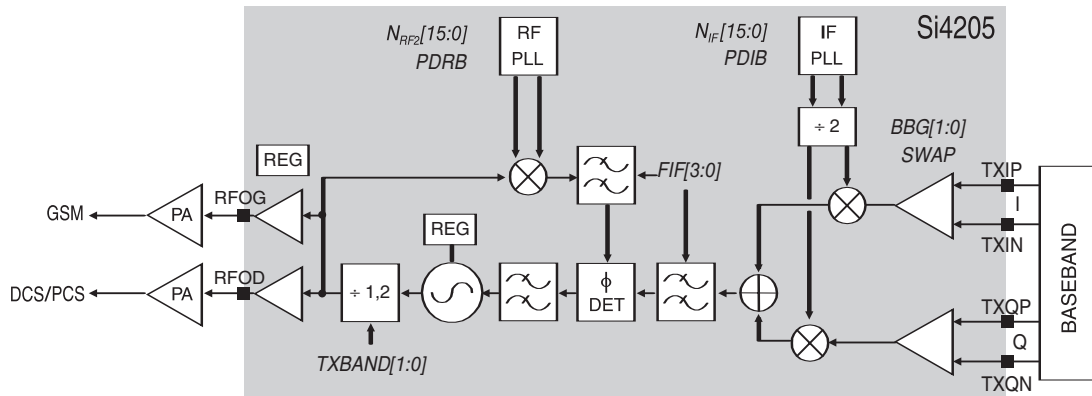 Si4205
N_RF2[15:0]
PDRB
RF
PLL
N_IF[15:0]
PDIB
IF
PLL
÷ 2
BBG[1:0]
SWAP
REG
FIF[3:0]
TXIP
I
TXIN
GSM
PA
RFOG
REG
BASEBAND
DCS/PCS
PA
RFOD
÷ 1,2
ϕ
DET
TXQP
Q
TXQN
TXBAND[1:0]